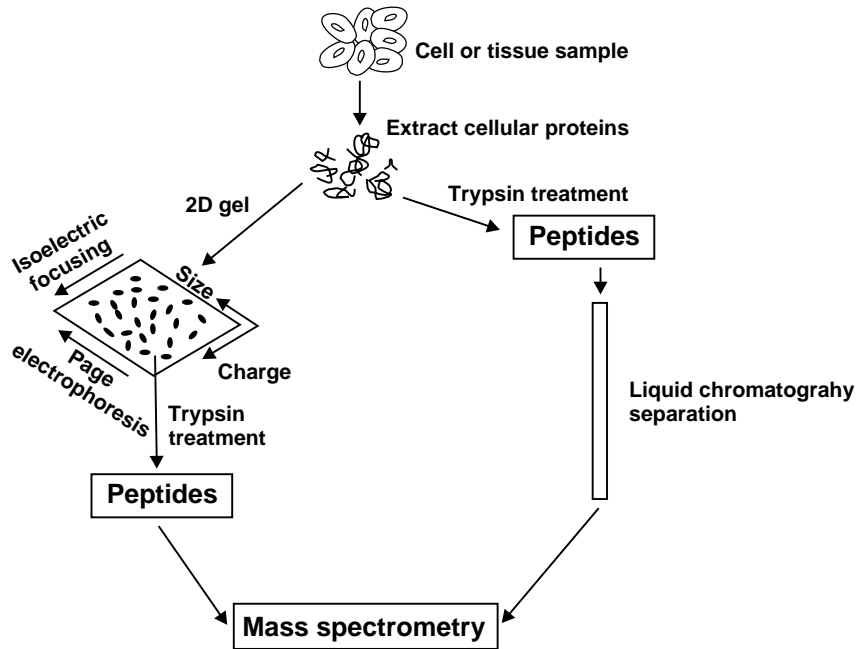 Cell or tissue sample
Extract cellular proteins
2D gel
Trypsin treatment
Peptides
Isoelectric
focusing
Size
Charge
Page
electrophoresis
Trypsin
treatment
Peptides
Liquid chromatograhy
separation
Mass spectrometry